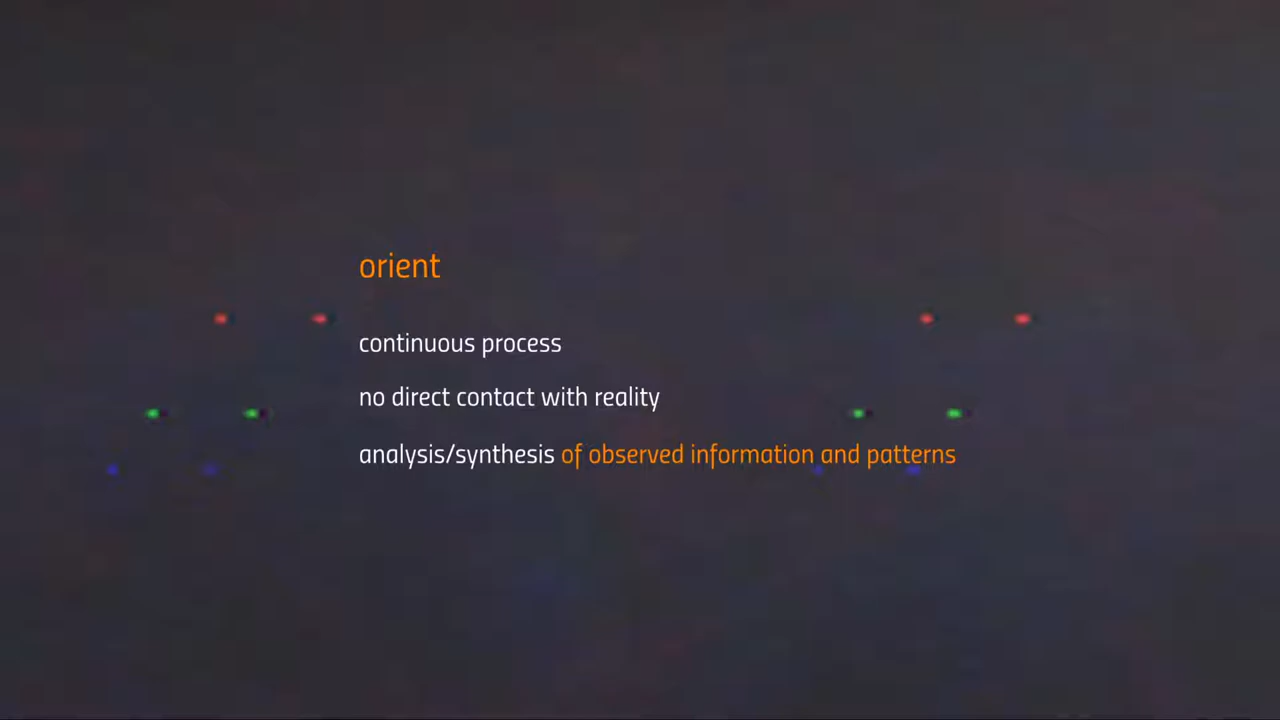 orient
continuous process
no direct contact with reality
analysis/synthesis of observed information and patterns